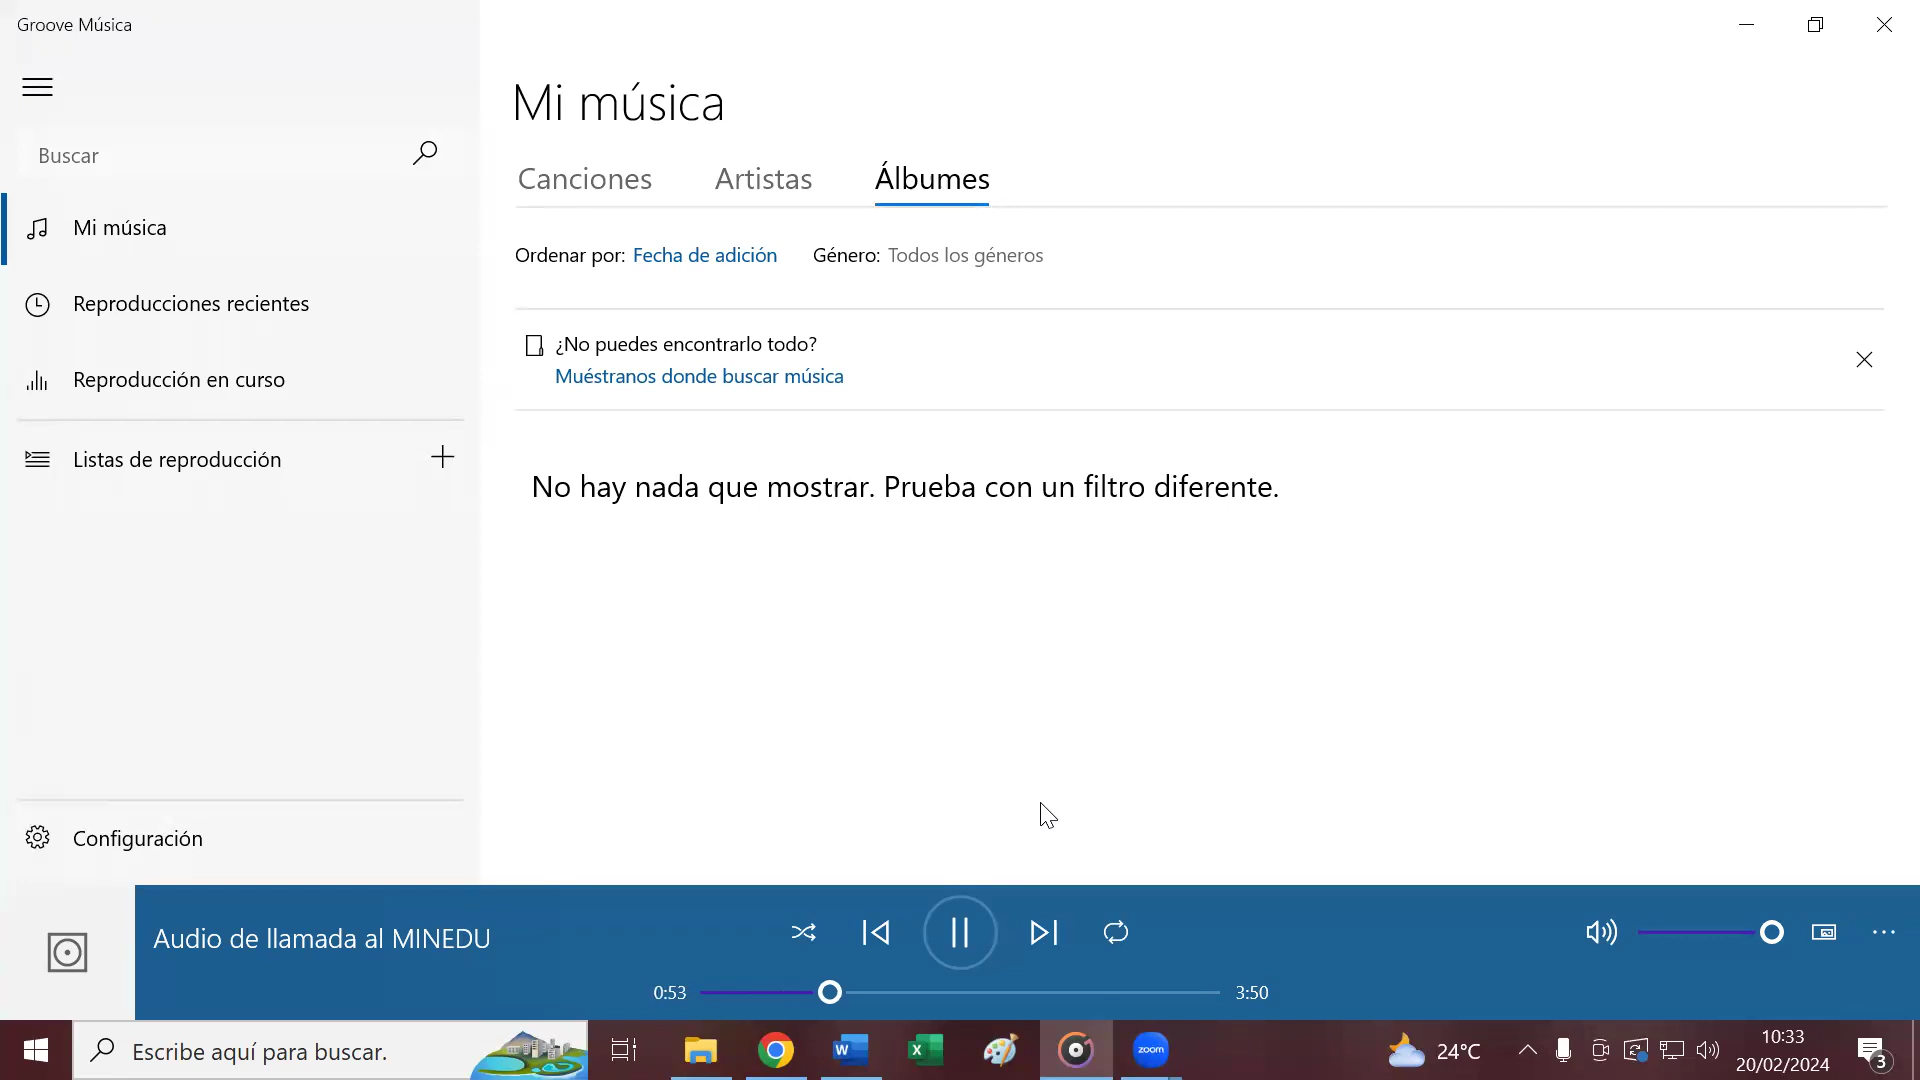 Groove Música
Buscar
Mi música
Reproducciones recientes
Reproducción en curso
Listas de reproducción
Configuración
Mi música
Canciones Artistas Álbumes
Ordenar por: Fecha de adición Género: Todos los géneros
¿No puedes encontrarlo todo?
Muéstranos donde buscar música
No hay nada que mostrar. Prueba con un filtro diferente.
Audio de llamada al MINEDU
0:53 3:50
Escribe aquí para buscar.
W
X
zoom
24°C
10:33
20/02/2024
3